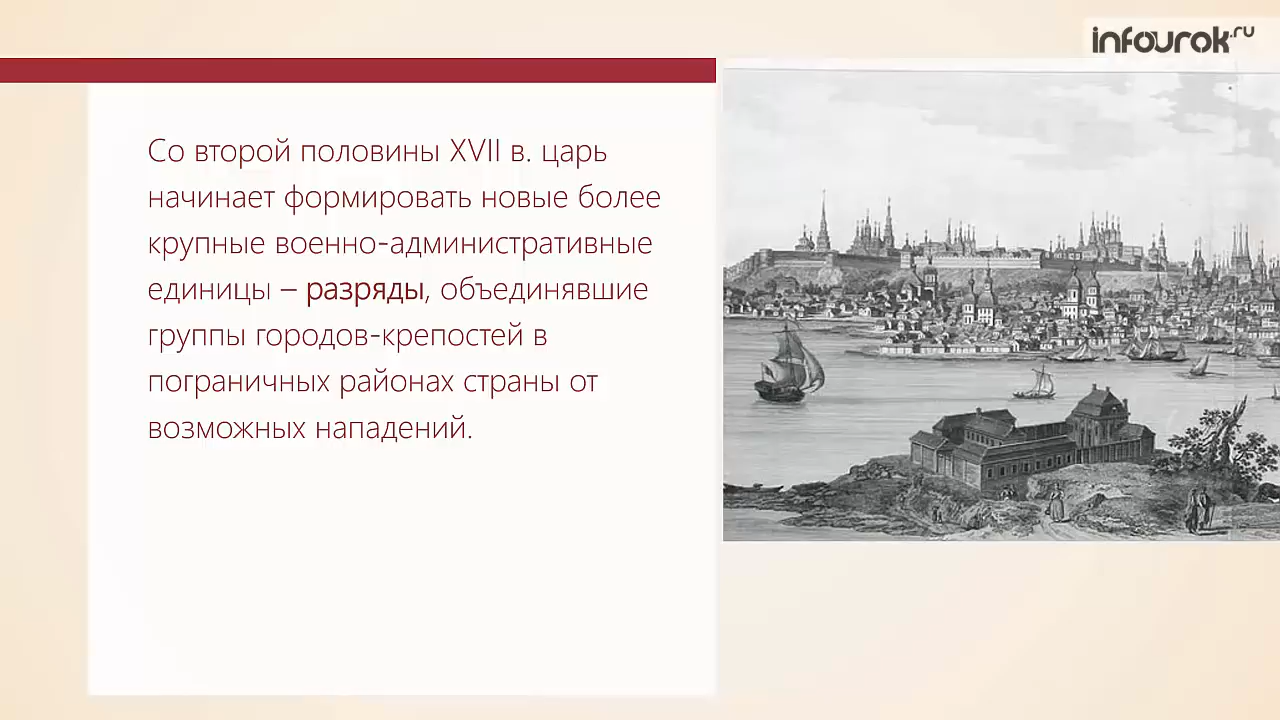 infourok.ru
Со второй половины XVII в. царь
начинает формировать новые более
крупные военно-административные
единицы – разряды, объединявшие
группы городов-крепостей в
пограничных районах страны от
возможных нападений.